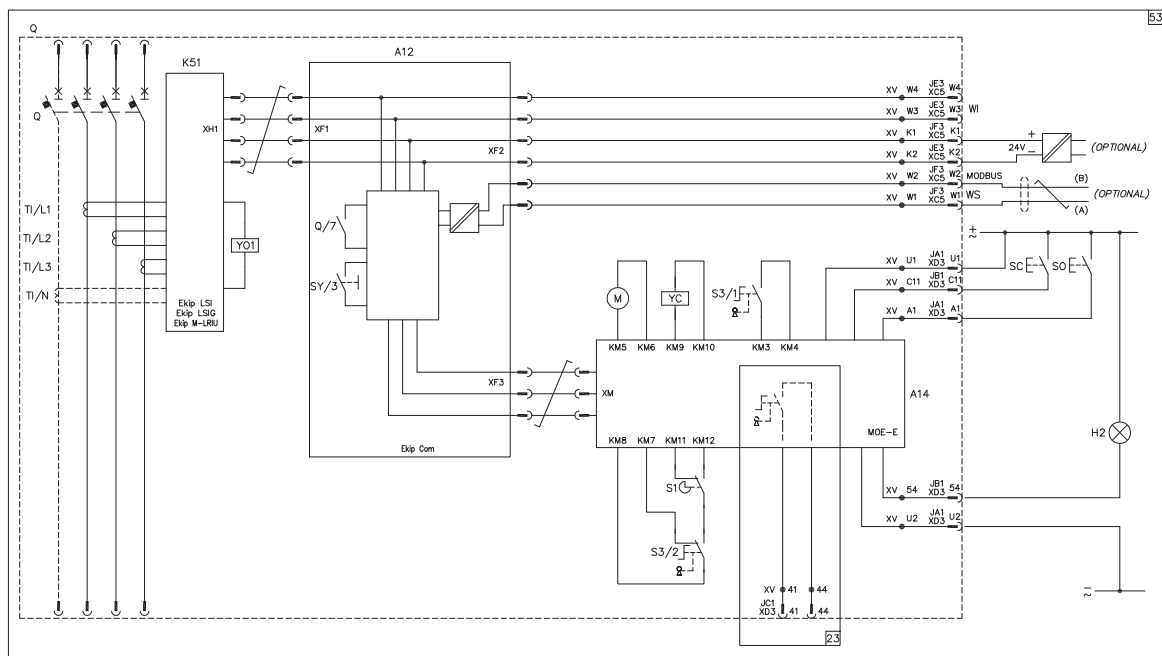 53
Q
K51
A12
XV W4 JE3 XC5 W4
XV W3 JE3 XC5 W3 WI
XH1 XF1
XV K1 JF3 XC5 K1 + (OPTIONAL)
XF2
XV K2 JE3 XC5 K2 24V −
XV W2 JF3 XC5 W2 MODBUS (B)
XV W1 JF3 XC5 W1 WS (A) (OPTIONAL)
Q
TI/L1
TI/L2
TI/L3
TI/N
YO1
Ekip LSI
Ekip LSIG
Ekip M-LRIU
Q/7
SY/3
+
~
XV U1 JA1 XD3 U1
XV C11 JB1 XD3 C11
XV A1 JA1 XD3 A1
SC SO
M YC S3/1
KM5 KM6 KM9 KM10 KM3 KM4
XF3 XM A14
Ekip Com
MOE-E
KM8 KM7 KM11 KM12
H2
S1
S3/2
XV 54 JB1 XD3 54
XV U2 JA1 XD3 U2
XV 41 44
JC1
XD3 41 44
−
~
23